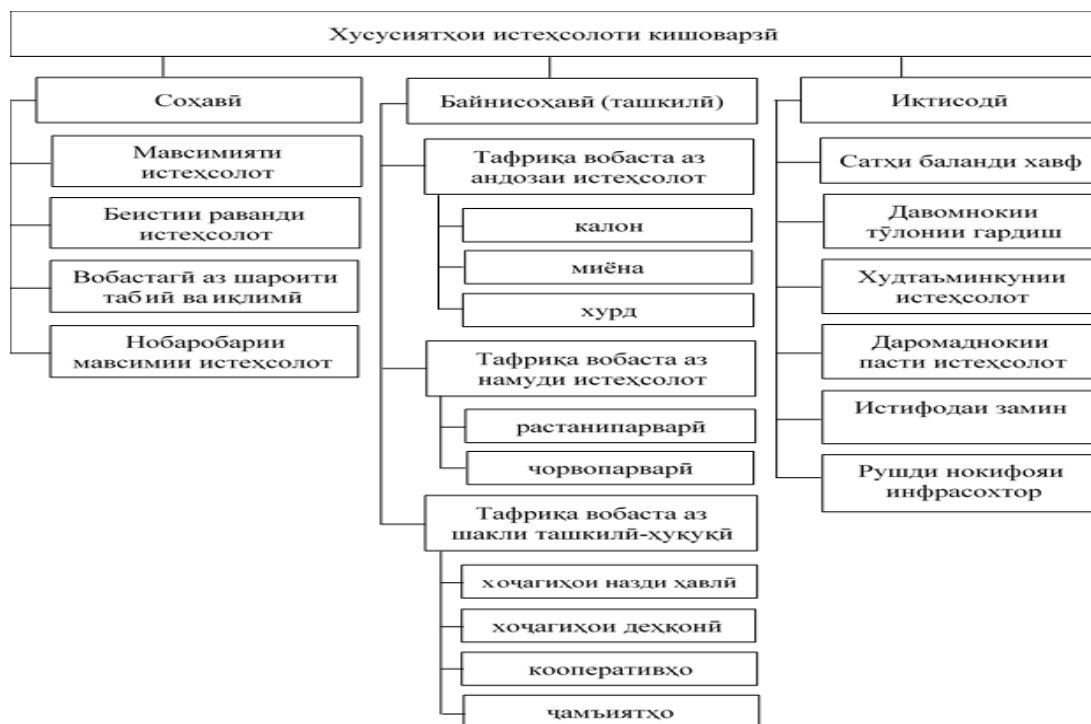 Хусусиятҳои истеҳсолоти кишоварзӣ
Соҳавӣ
Мавсимияти
истеҳсолот
Беистии раванди
истеҳсолот
Вобастагӣ аз шароити
табиӣ ва иқлимӣ
Нобаробарии
мавсимии истеҳсолот
Байнисоҳавӣ (ташкилӣ)
Тафриқа вобаста аз
андозаи истеҳсолот
калон
миёна
хурд
Тафриқа вобаста аз
намуди истеҳсолот
растанипарварӣ
чорвопарварӣ
Тафриқа вобаста аз
шакли ташкилӣ-ҳуқуқӣ
хоҷагиҳои назди ҳавлӣ
хоҷагиҳои деҳқонӣ
кооперативҳо
ҷамъиятҳо
Иқтисодӣ
Сатҳи баланди хавф
Давомнокии
тӯлонии гардиш
Худтаъминкунии
истеҳсолот
Даромаднокии
пасти истеҳсолот
Истифодаи замин
Рушди нокифояи
инфрасохтор